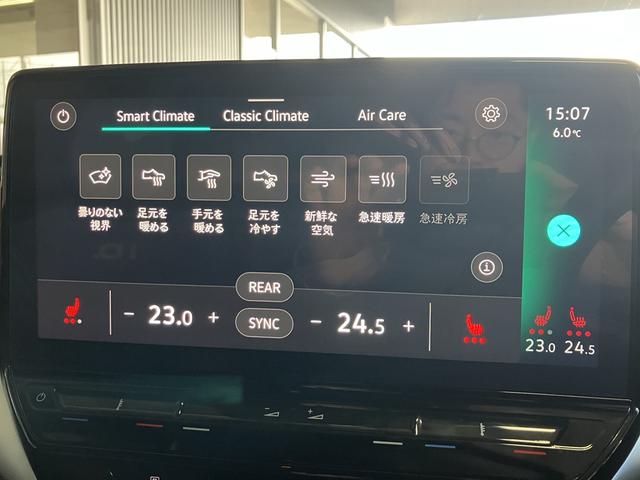 Smart Climate
Classic Climate
Air Care
15:07
6.0℃
曇りのない
視界
足元を
暖める
手元を
暖める
足元を
冷やす
新鮮な
空気
急速暖房
急速冷房
REAR
- 23.0 +
SYNC
- 24.5 +
23.0 24.5